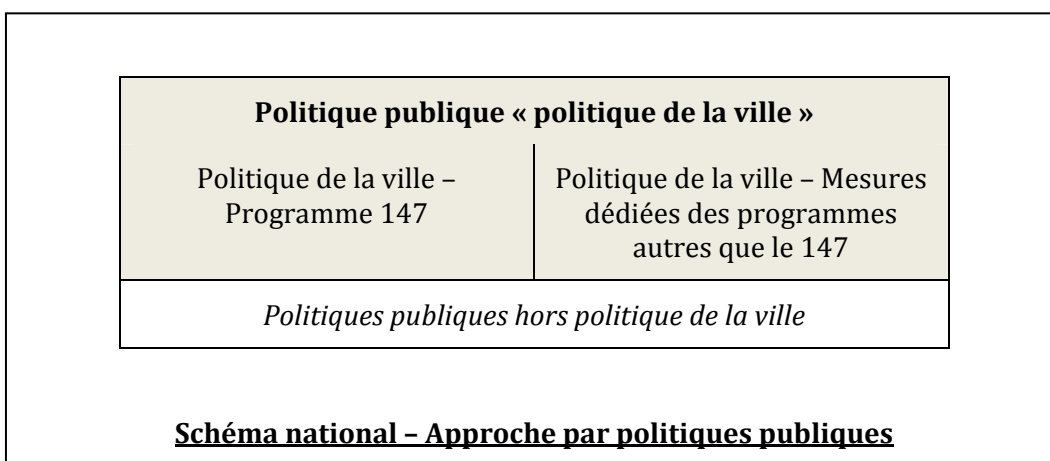 Politique publique « politique de la ville »
Politique de la ville –
Programme 147
Politique de la ville – Mesures
dédiées des programmes
autres que le 147
Politiques publiques hors politique de la ville
Schéma national – Approche par politiques publiques